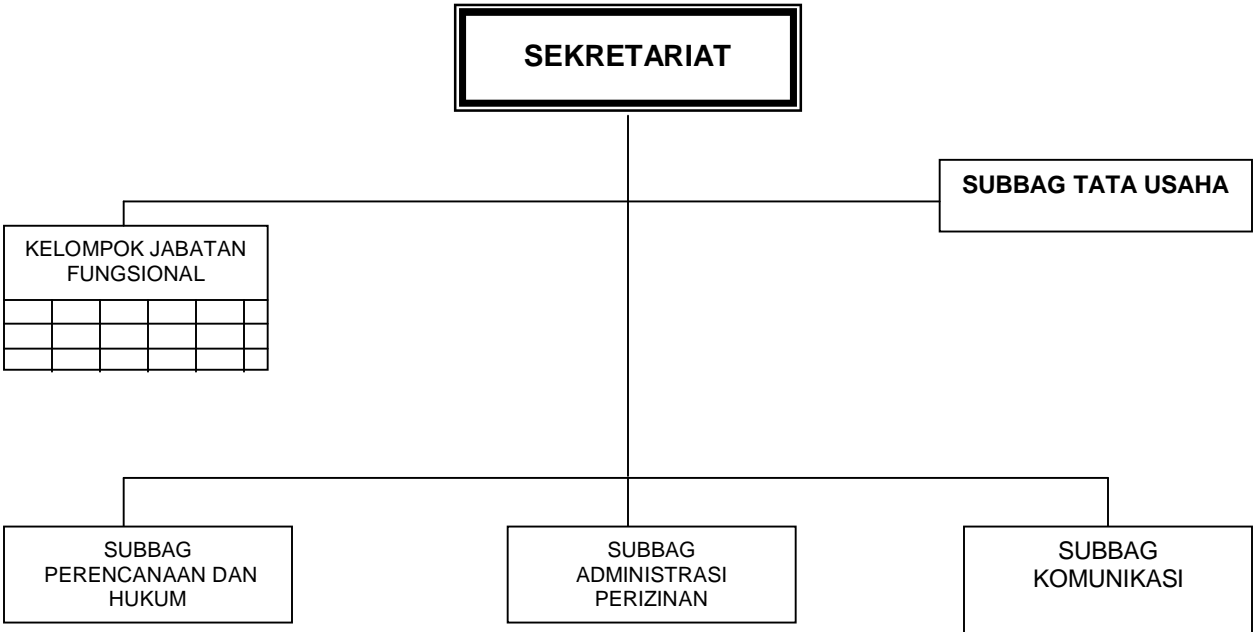 SEKRETARIAT
SUBBAG TATA USAHA
KELOMPOK JABATAN
FUNGSIONAL
SUBBAG
PERENCANAAN DAN
HUKUM
SUBBAG
ADMINISTRASI
PERIZINAN
SUBBAG
KOMUNIKASI